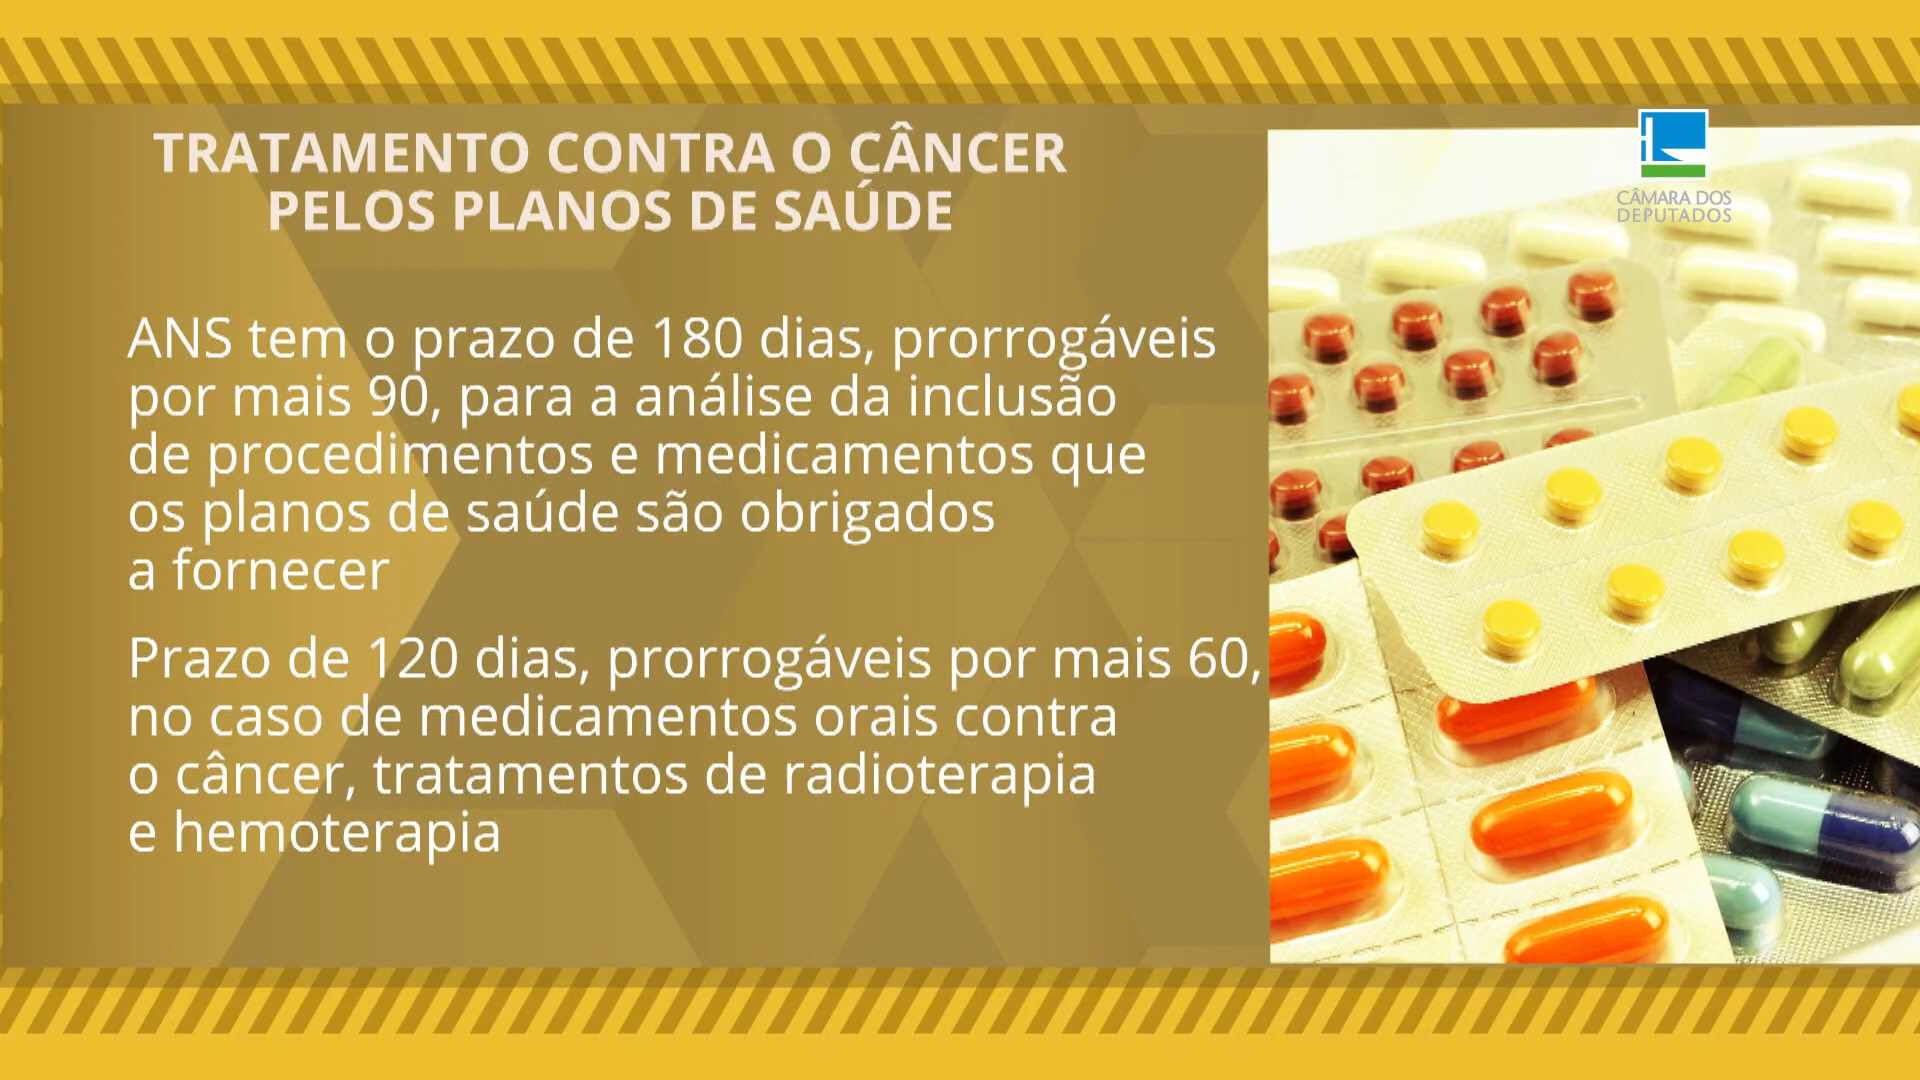 TRATAMENTO CONTRA O CÂNCER
PELOS PLANOS DE SAÚDE
ANS tem o prazo de 180 dias, prorrogáveis
por mais 90, para a análise da inclusão
de procedimentos e medicamentos que
os planos de saúde são obrigados
a fornecer
Prazo de 120 dias, prorrogáveis por mais 60,
no caso de medicamentos orais contra
o câncer, tratamentos de radioterapia
e hemoterapia
CÂMARA DOS
DEPUTADOS